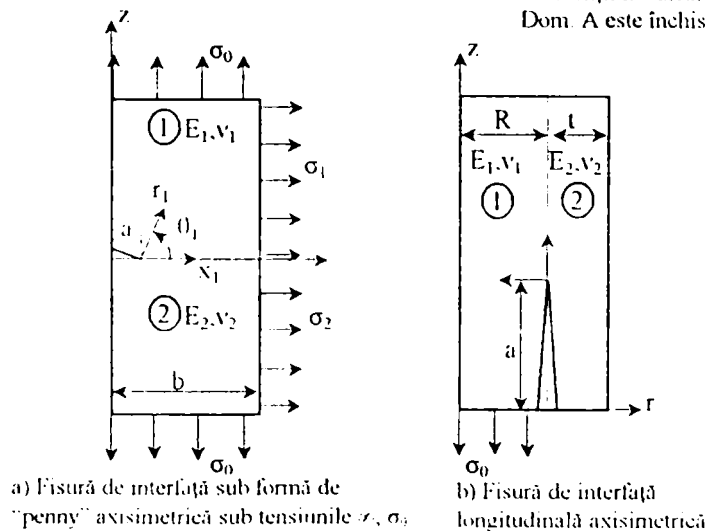 Dom. A este închis
z
σ₀
① E₁,ν₁
σ₁
r₁
θ₁
a
x₁
② E₂,ν₂
σ₂
b
σ₀
a) Fisură de interfață sub formă de
"penny" axisimetrică sub tensiunile
z
R
t
E₁,ν₁
E₂,ν₂
①
②
a
r
σ₀
b) Fisură de interfață
longitudinală axisimetrică